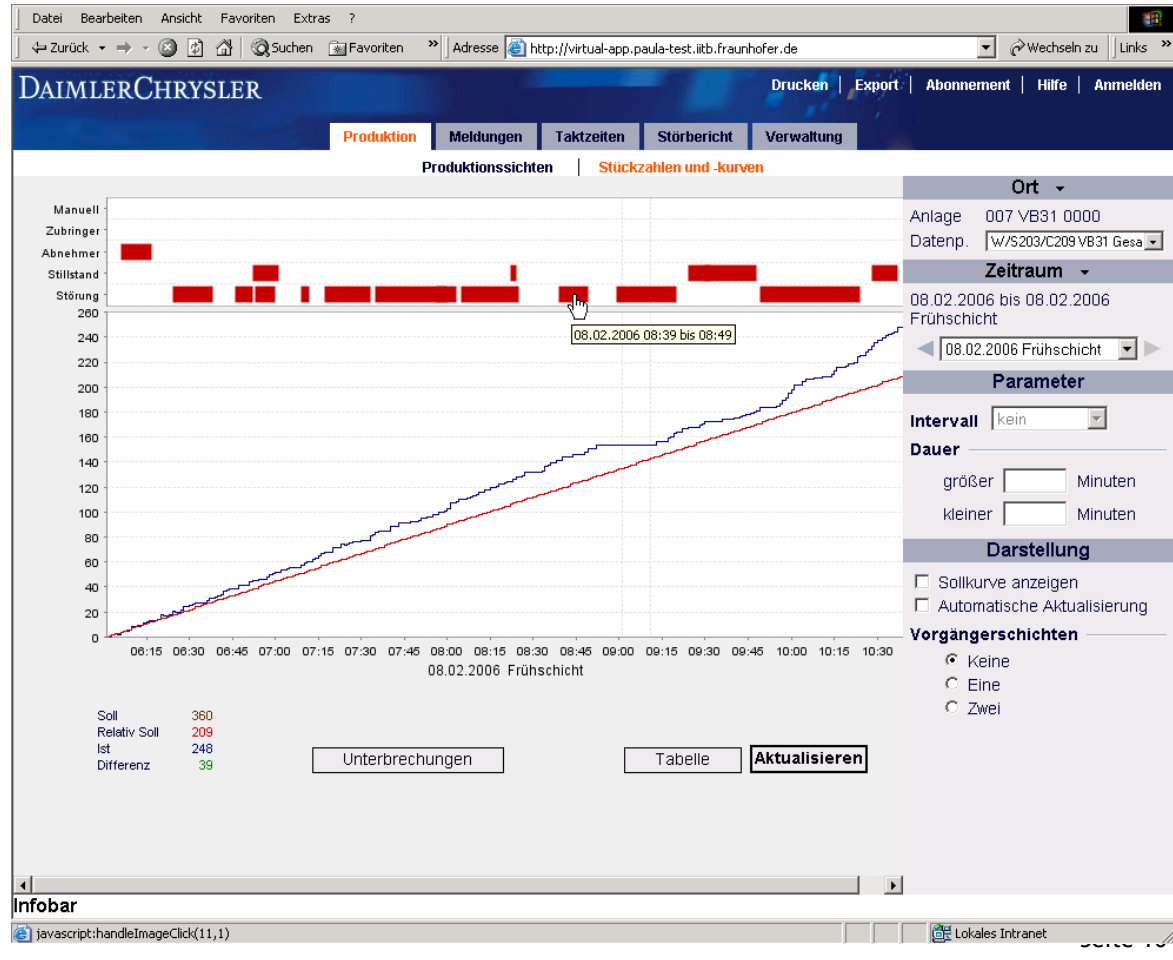 Datei Bearbeiten Ansicht Favoriten Extras ?
Zurück Suchen Favoriten » Adresse http://virtual-app.paula-test.iitb.fraunhofer.de Wechseln zu Links »
DAIMLERCHRYSLER
Drucken | Export | Abonnement | Hilfe | Anmelden
Produktion Meldungen Taktzeiten Störbericht Verwaltung
Produktionssichten | Stückzahlen und -kurven
Manuell
Zubringer
Abnehmer
Stillstand
Störung
08.02.2006 08:39 bis 08:49
260
240
220
200
180
160
140
120
100
80
60
40
20
0
06:15 06:30 06:45 07:00 07:15 07:30 07:45 08:00 08:15 08:30 08:45 09:00 09:15 09:30 09:45 10:00 10:15 10:30
08.02.2006 Frühschicht
Soll 360
Relativ Soll 209
Ist 248
Differenz 39
Unterbrechungen Tabelle Aktualisieren
Ort
Anlage 007 VB31 0000
Datenp. W/S203/C209 VB31 Gesa
Zeitraum
08.02.2006 bis 08.02.2006
Frühschicht
08.02.2006 Frühschicht
Parameter
Intervall kein
Dauer
größer Minuten
kleiner Minuten
Darstellung
Sollkurve anzeigen
Automatische Aktualisierung
Vorgängerschichten
Keine
Eine
Zwei
Infobar
javascript:handleImageClick(11,1) Lokales Intranet